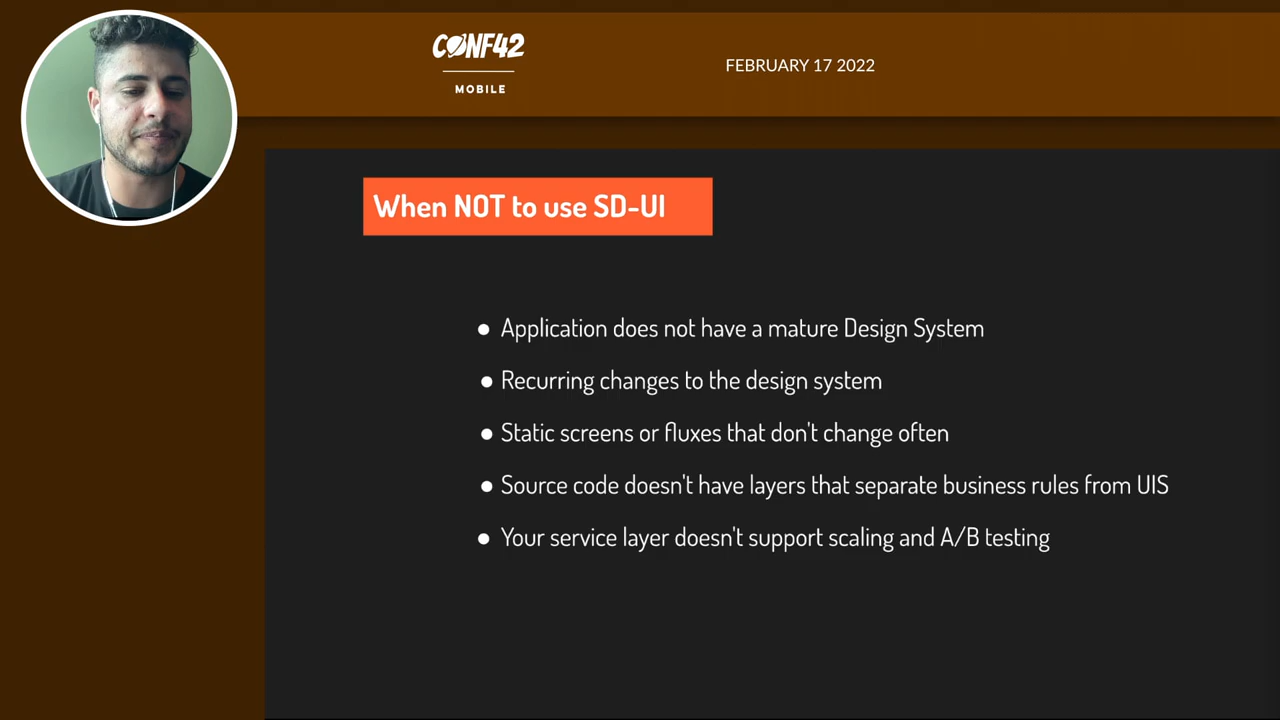 CONF42
MOBILE
FEBRUARY 17 2022
When NOT to use SD-UI
● Application does not have a mature Design System
● Recurring changes to the design system
● Static screens or fluxes that don't change often
● Source code doesn't have layers that separate business rules from UIS
● Your service layer doesn't support scaling and A/B testing